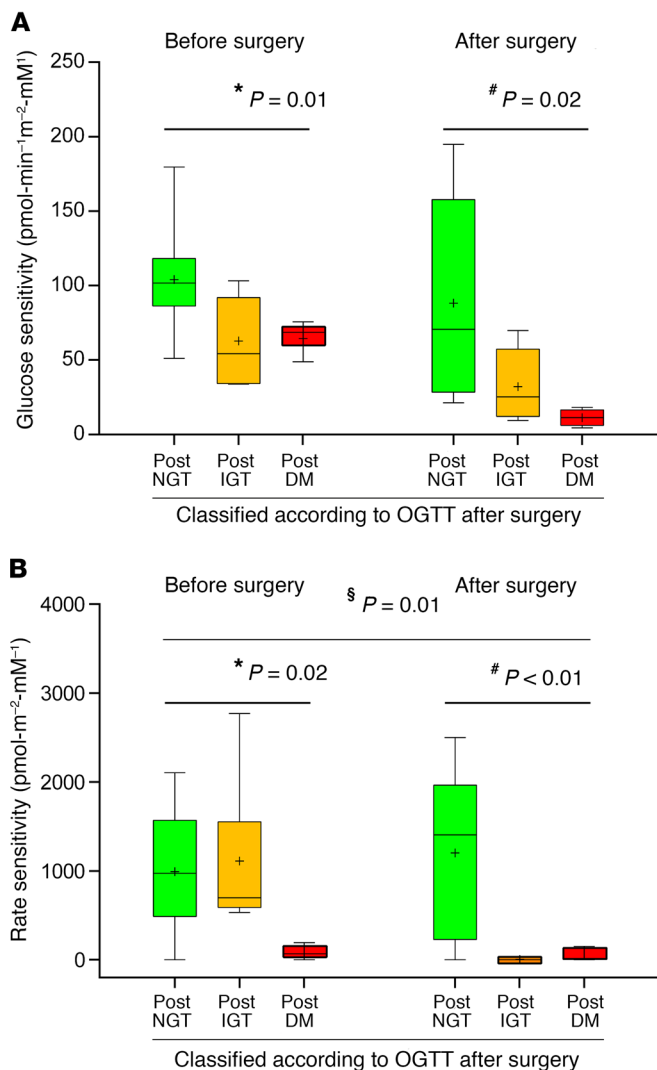 A
Before surgery After surgery
250
200
150
100
50
0
Glucose sensitivity (pmol-min⁻¹m⁻²-mM¹)
* P = 0.01
# P = 0.02
Post NGT
Post IGT
Post DM
Post NGT
Post IGT
Post DM
Classified according to OGTT after surgery
B
Before surgery After surgery
§ P = 0.01
4000
3000
2000
1000
0
Rate sensitivity (pmol-m⁻²-mM⁻¹)
* P = 0.02
# P < 0.01
Post NGT
Post IGT
Post DM
Post NGT
Post IGT
Post DM
Classified according to OGTT after surgery